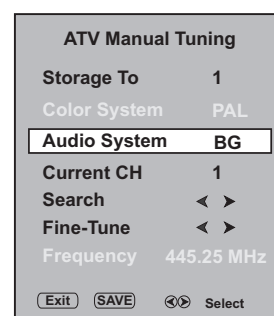 ATV Manual Tuning
Storage To 1
Color System PAL
Audio System BG
Current CH 1
Search
Fine-Tune
Frequency 445.25 MHz
Exit SAVE Select